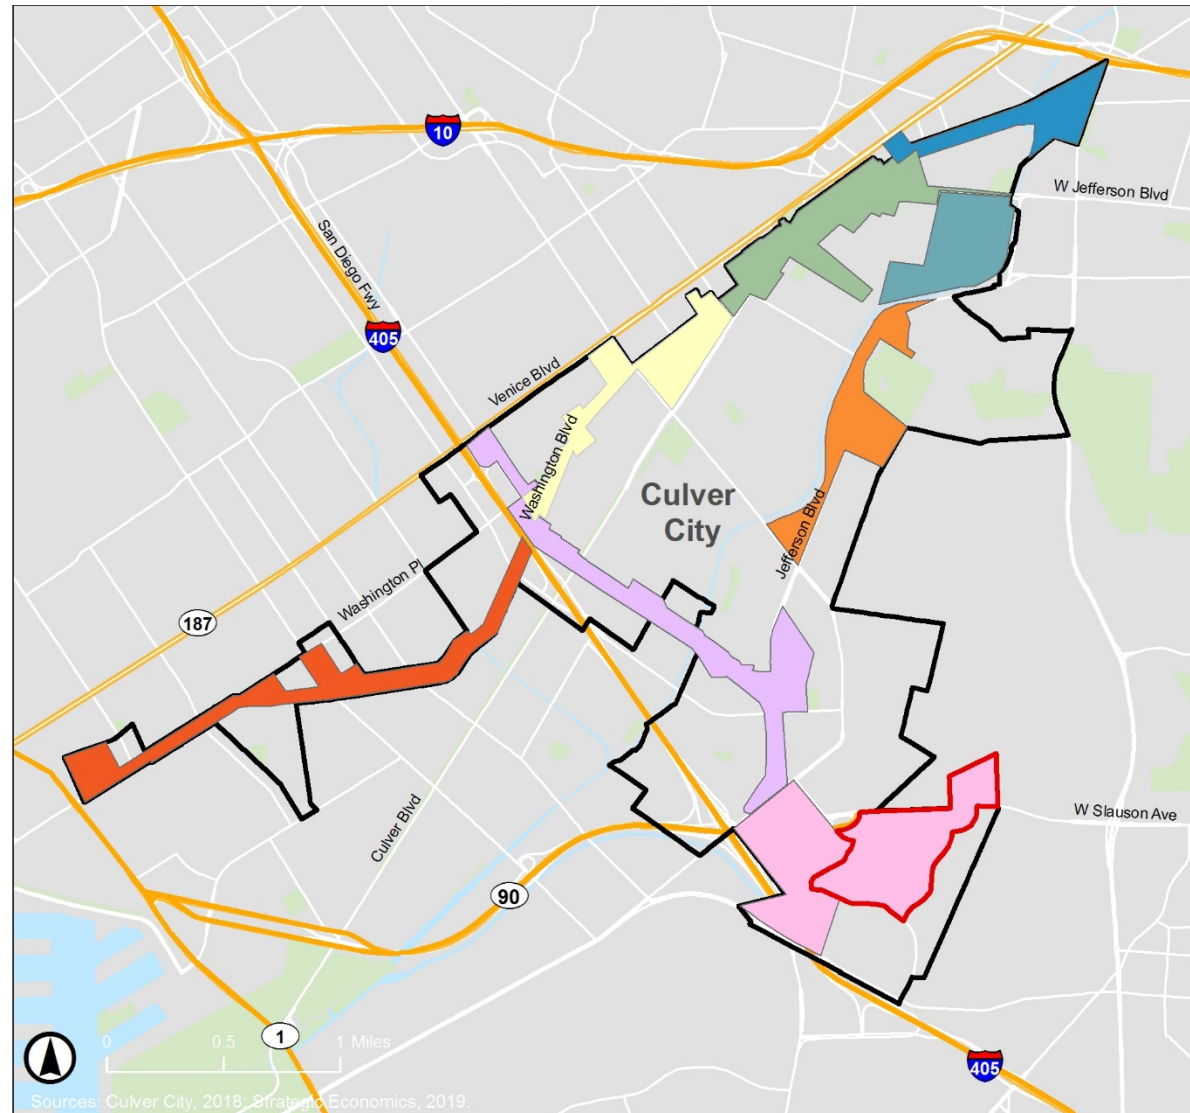 10
W Jefferson Blvd
San Diego Fwy
405
Venice Blvd
Washington Blvd
Culver
City
Jefferson Blvd
Washington Pl
187
W Slauson Ave
Culver Blvd
90
1
405
0 0.5 1 Miles
Sources: Culver City, 2018; Strategic Economics, 2019.